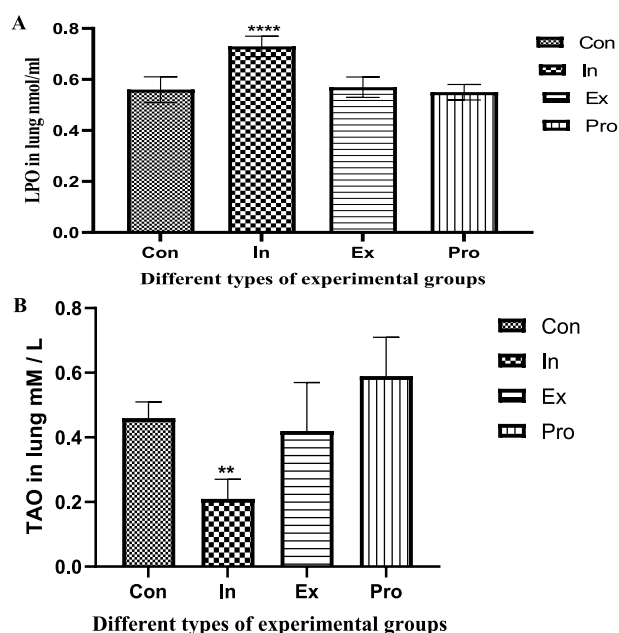 A
LPO in lung nmol/ml
0.8
0.6
0.4
0.2
0.0
****
Con
In
Ex
Pro
Con In Ex Pro
Different types of experimental groups
B
TAO in lung mM / L
0.8
0.6
0.4
0.2
0.0
**
Con
In
Ex
Pro
Con In Ex Pro
Different types of experimental groups